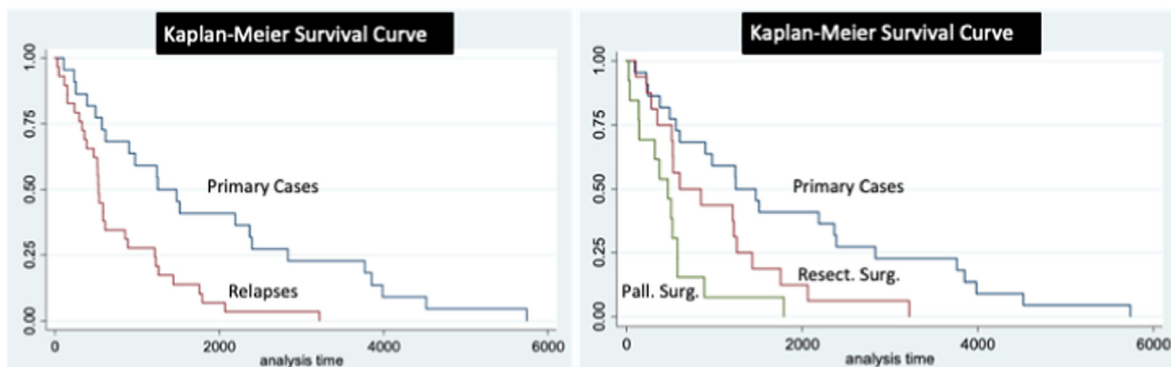 Kaplan-Meier Survival Curve
1.00
0.75
0.50
0.25
0.00
Primary Cases
Relapses
0 2000 4000 6000
analysis time
Kaplan-Meier Survival Curve
1.00
0.75
0.50
0.25
0.00
Primary Cases
Resect. Surg.
Pall. Surg.
0 2000 4000 6000
analysis time